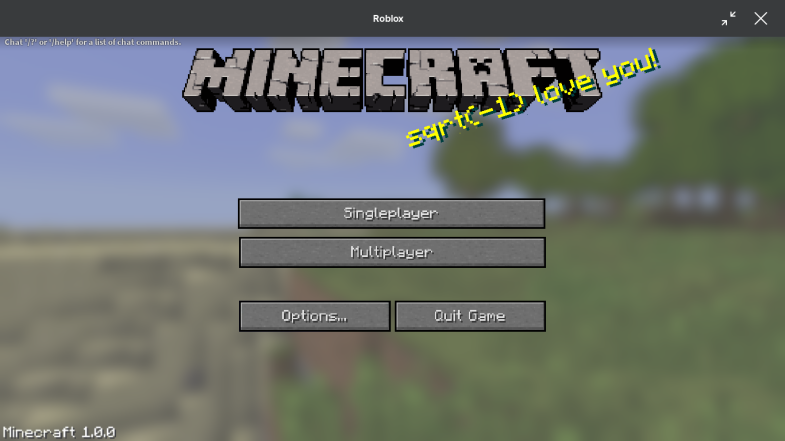 Roblox
Chat '/?' or '/help' for a list of chat commands.
MINECRAFT
sqrt(-1) love you!
Singleplayer
Multiplayer
Options... Quit Game
Minecraft 1.0.0